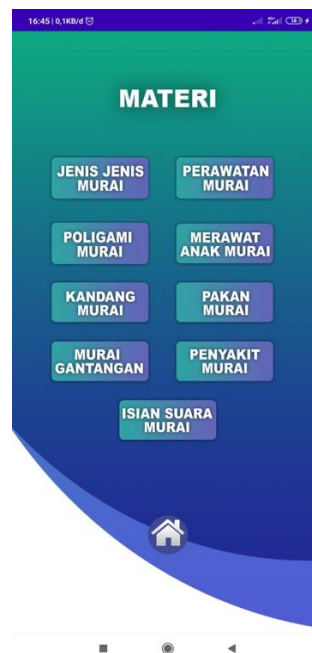 16:45 | 0,1KB/d
MATERI
JENIS JENIS
MURAI
PERAWATAN
MURAI
POLIGAMI
MURAI
MERAWAT
ANAK MURAI
KANDANG
MURAI
PAKAN
MURAI
MURAI
GANTANGAN
PENYAKIT
MURAI
ISIAN SUARA
MURAI